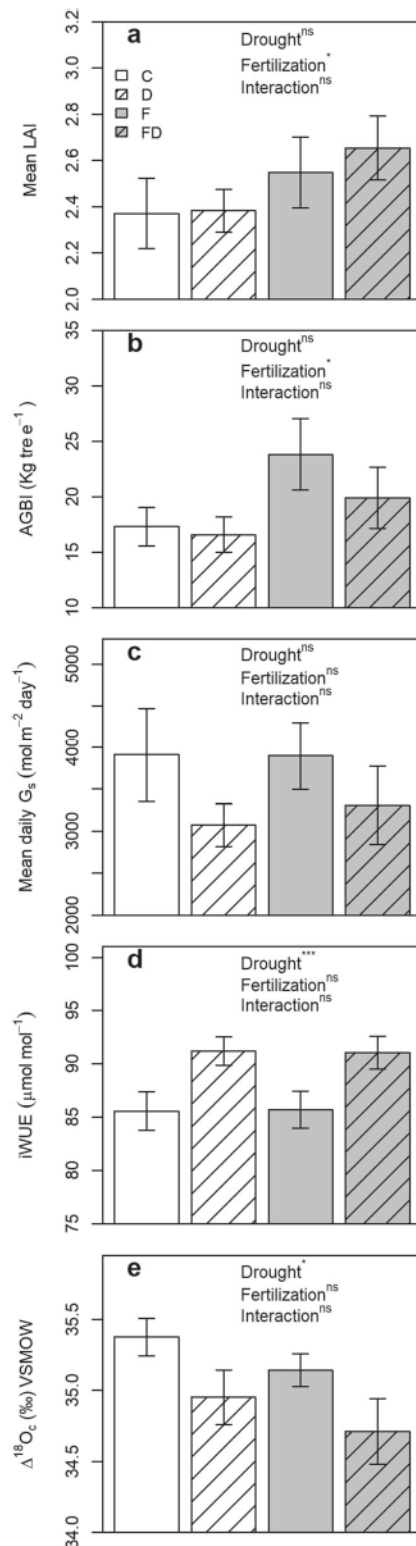 a
Drought^ns
Fertilization^*
Interaction^ns
C
D
F
FD
Mean LAI
3.2
3.0
2.8
2.6
2.4
2.2
2.0
b
Drought^ns
Fertilization^*
Interaction^ns
AGBI (Kg tre e^−1)
35
30
25
20
15
10
c
Drought^ns
Fertilization^ns
Interaction^ns
Mean daily G_s (mol m^−2 day^−1)
5000
4000
3000
2000
d
Drought^***
Fertilization^ns
Interaction^ns
iWUE (μmol mol^−1)
100
95
90
85
80
75
e
Drought^*
Fertilization^ns
Interaction^ns
Δ^18O_c (‰) VSMOW
35.5
35.0
34.5
34.0